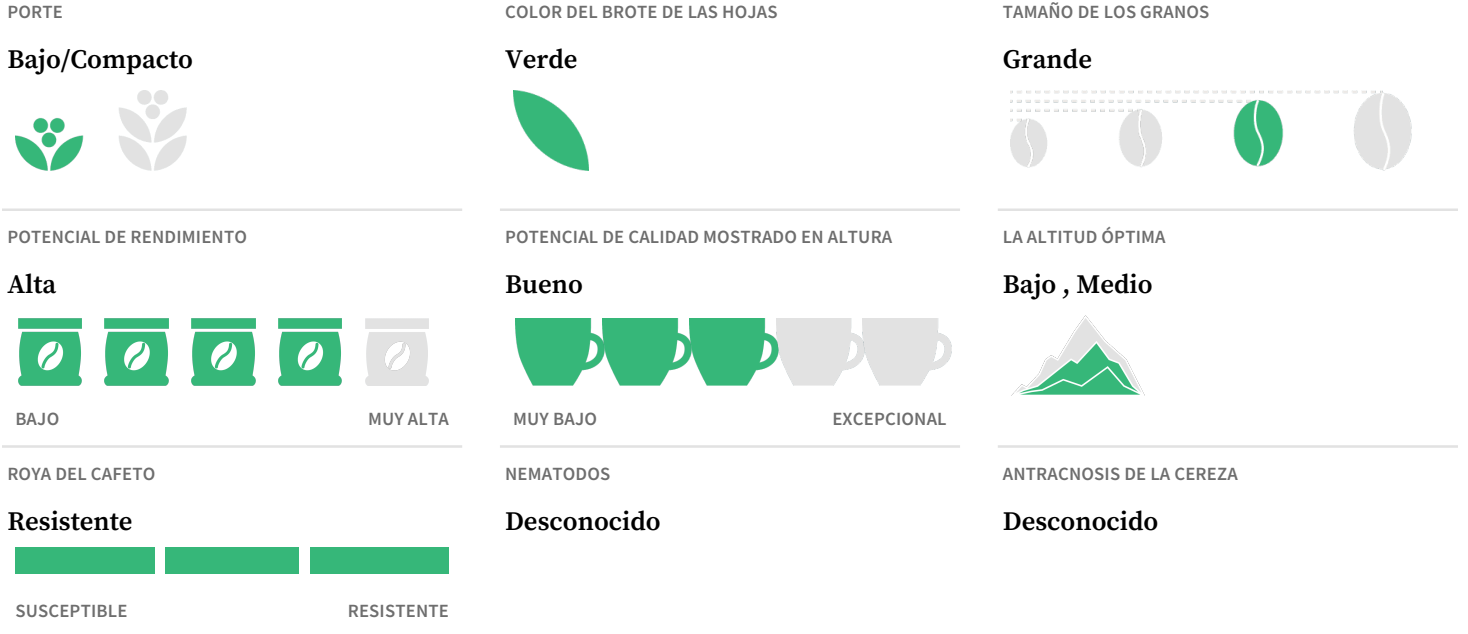 PORTE
Bajo/Compacto
COLOR DEL BROTE DE LAS HOJAS
Verde
TAMAÑO DE LOS GRANOS
Grande
POTENCIAL DE RENDIMIENTO
Alta
BAJO
MUY ALTA
POTENCIAL DE CALIDAD MOSTRADO EN ALTURA
Bueno
MUY BAJO
EXCEPCIONAL
LA ALTITUD ÓPTIMA
Bajo , Medio
ROYA DEL CAFETO
Resistente
SUSCEPTIBLE
RESISTENTE
NEMATODOS
Desconocido
ANTRACNOSIS DE LA CEREZA
Desconocido